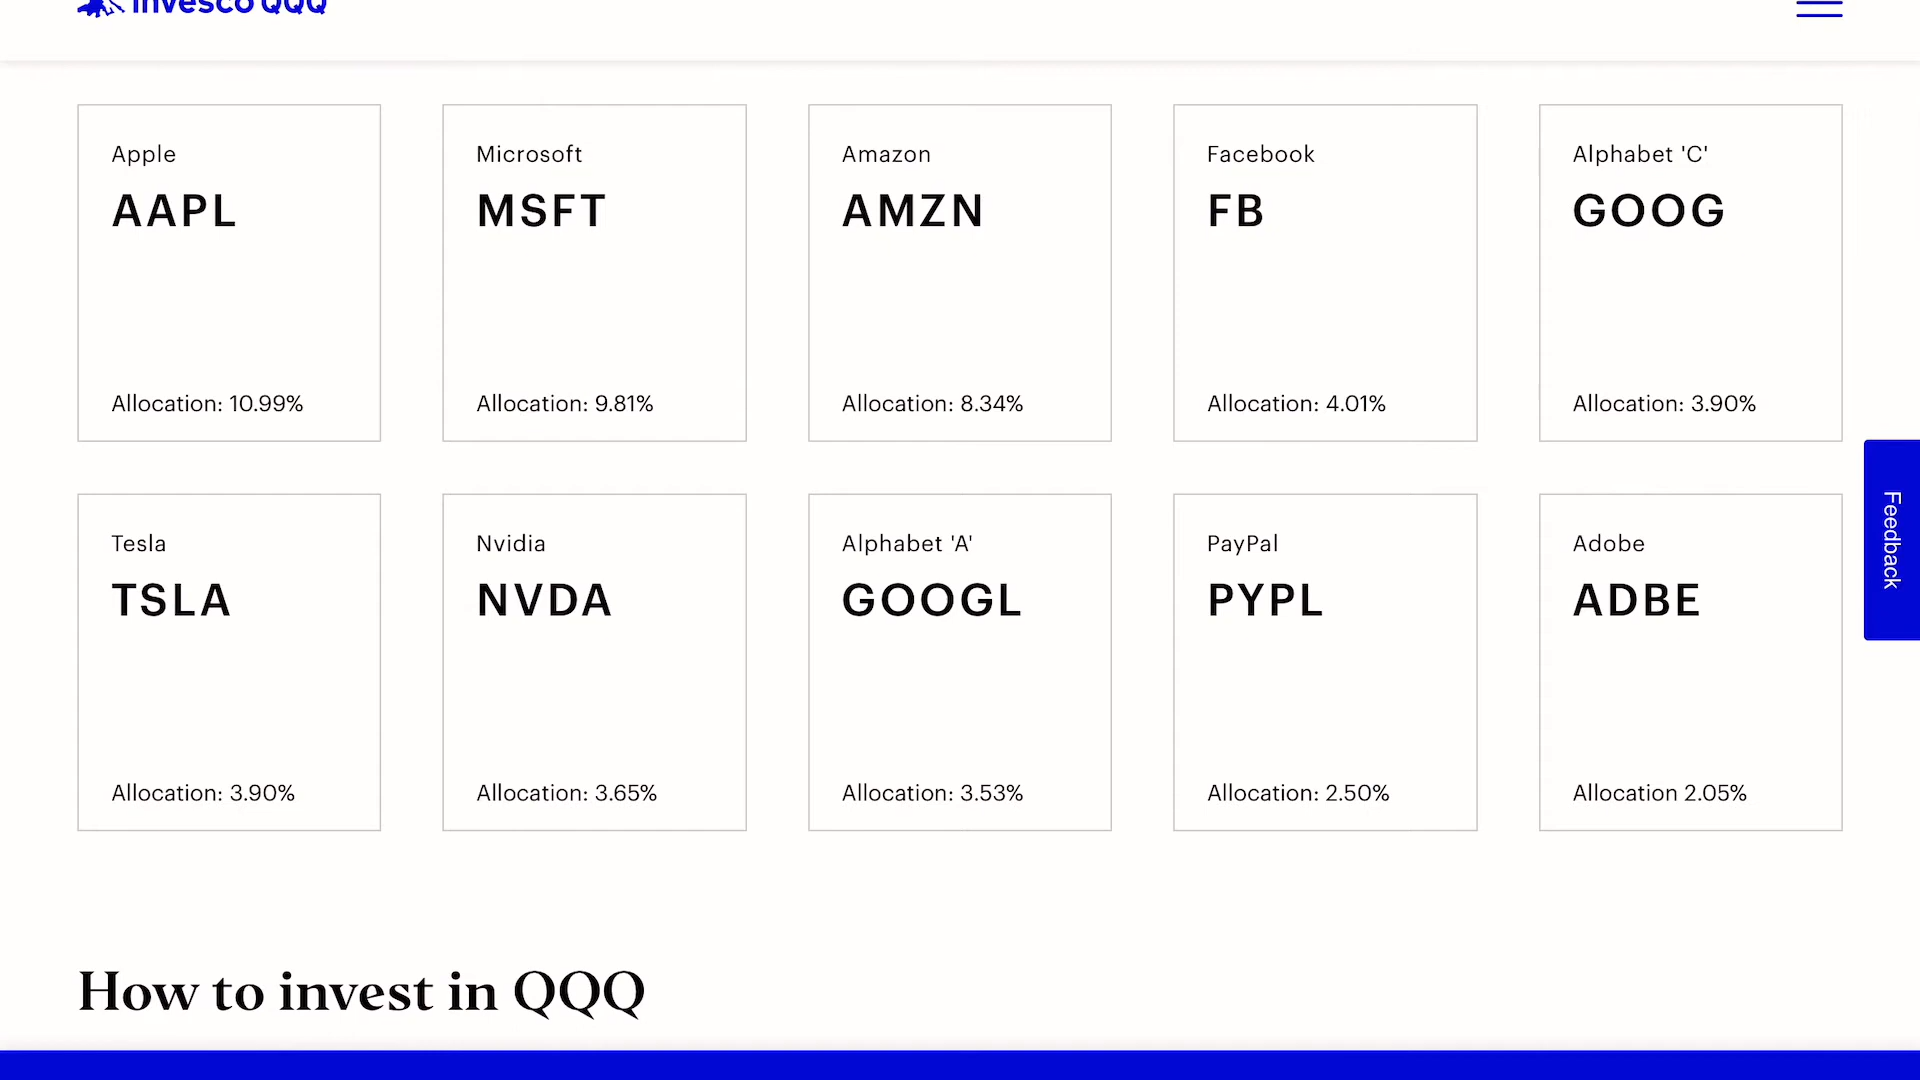 invesco QQQ
Apple
AAPL
Allocation: 10.99%
Microsoft
MSFT
Allocation: 9.81%
Amazon
AMZN
Allocation: 8.34%
Facebook
FB
Allocation: 4.01%
Alphabet 'C'
GOOG
Allocation: 3.90%
Tesla
TSLA
Allocation: 3.90%
Nvidia
NVDA
Allocation: 3.65%
Alphabet 'A'
GOOGL
Allocation: 3.53%
PayPal
PYPL
Allocation: 2.50%
Adobe
ADBE
Allocation 2.05%
Feedback
How to invest in QQQ